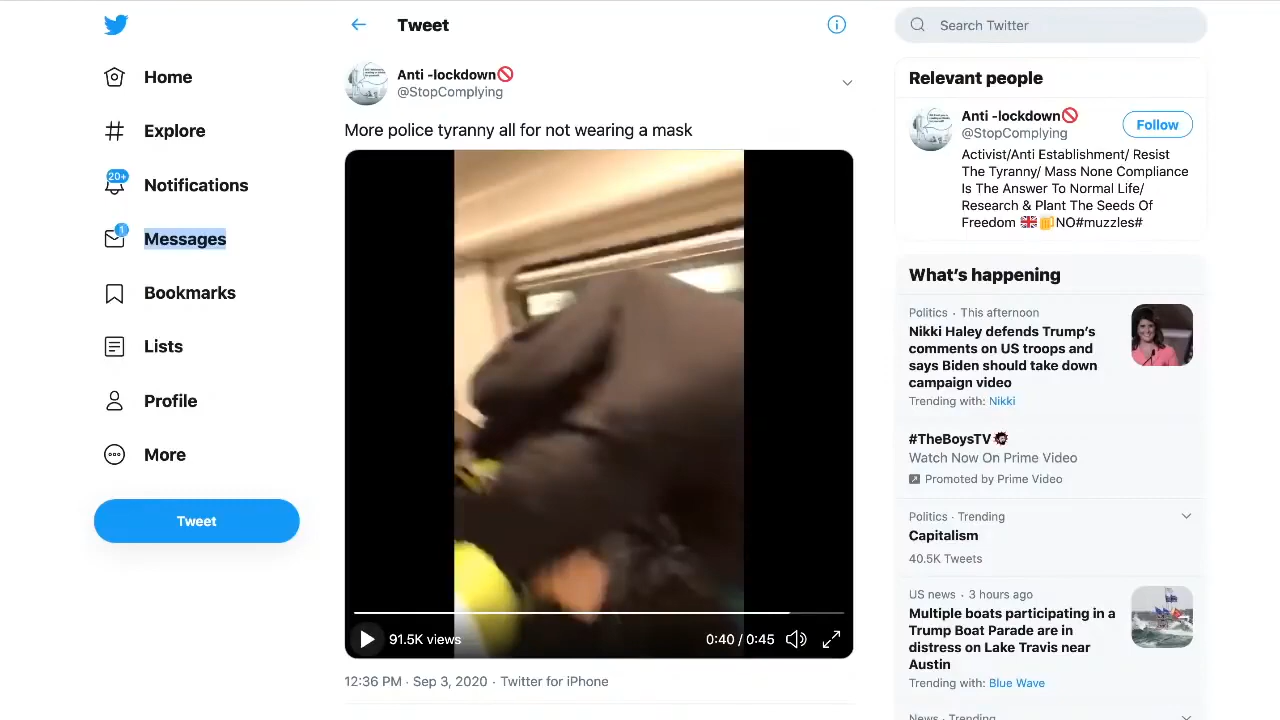 Home
Explore
20+
Notifications
1
Messages
Bookmarks
Lists
Profile
More
Tweet
Tweet
Anti -lockdown🚫
@StopComplying
More police tyranny all for not wearing a mask
91.5K views
0:40 / 0:45
12:36 PM · Sep 3, 2020 · Twitter for iPhone
Search Twitter
Relevant people
Anti -lockdown🚫
@StopComplying
Follow
Activist/Anti Establishment/ Resist
The Tyranny/ Mass None Compliance
Is The Answer To Normal Life/
Research & Plant The Seeds Of
Freedom 🇬🇧👊NO#muzzles#
What's happening
Politics · This afternoon
Nikki Haley defends Trump's
comments on US troops and
says Biden should take down
campaign video
Trending with: Nikki
#TheBoysTV
Watch Now On Prime Video
Promoted by Prime Video
Politics · Trending
Capitalism
40.5K Tweets
US news · 3 hours ago
Multiple boats participating in a
Trump Boat Parade are in
distress on Lake Travis near
Austin
Trending with: Blue Wave
News · Trending